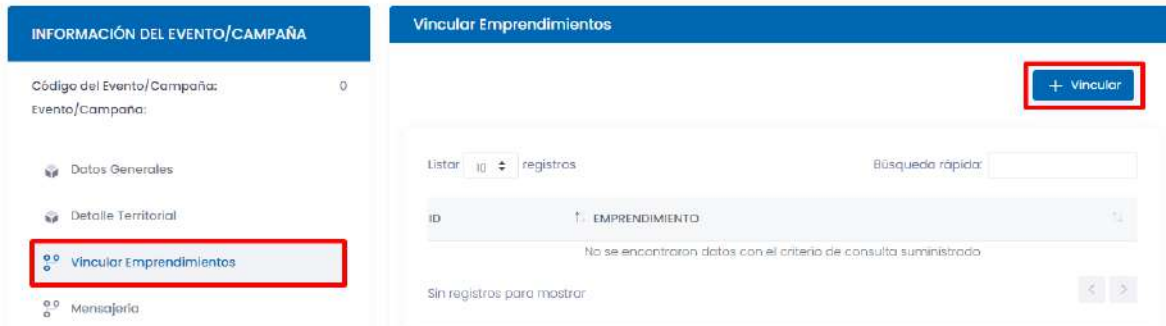 INFORMACIÓN DEL EVENTO/CAMPAÑA
Código del Evento/Campaña: 0
Evento/Campaña:
Datos Generales
Detalle Territorial
Vincular Emprendimientos
Mensajería
Vincular Emprendimientos
+ Vincular
Listar 10 registros Búsqueda rápida:
ID EMPRENDIMIENTO
No se encontraron datos con el criterio de consulta suministrado
Sin registros para mostrar